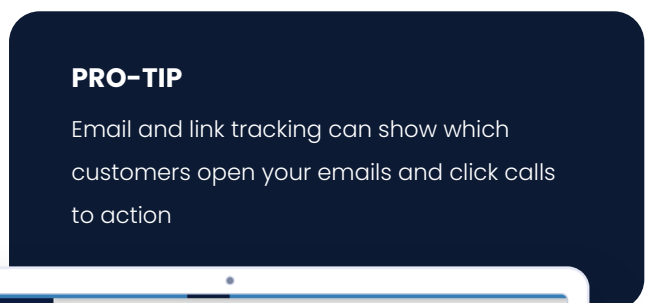 PRO-TIP
Email and link tracking can show which
customers open your emails and click calls
to action